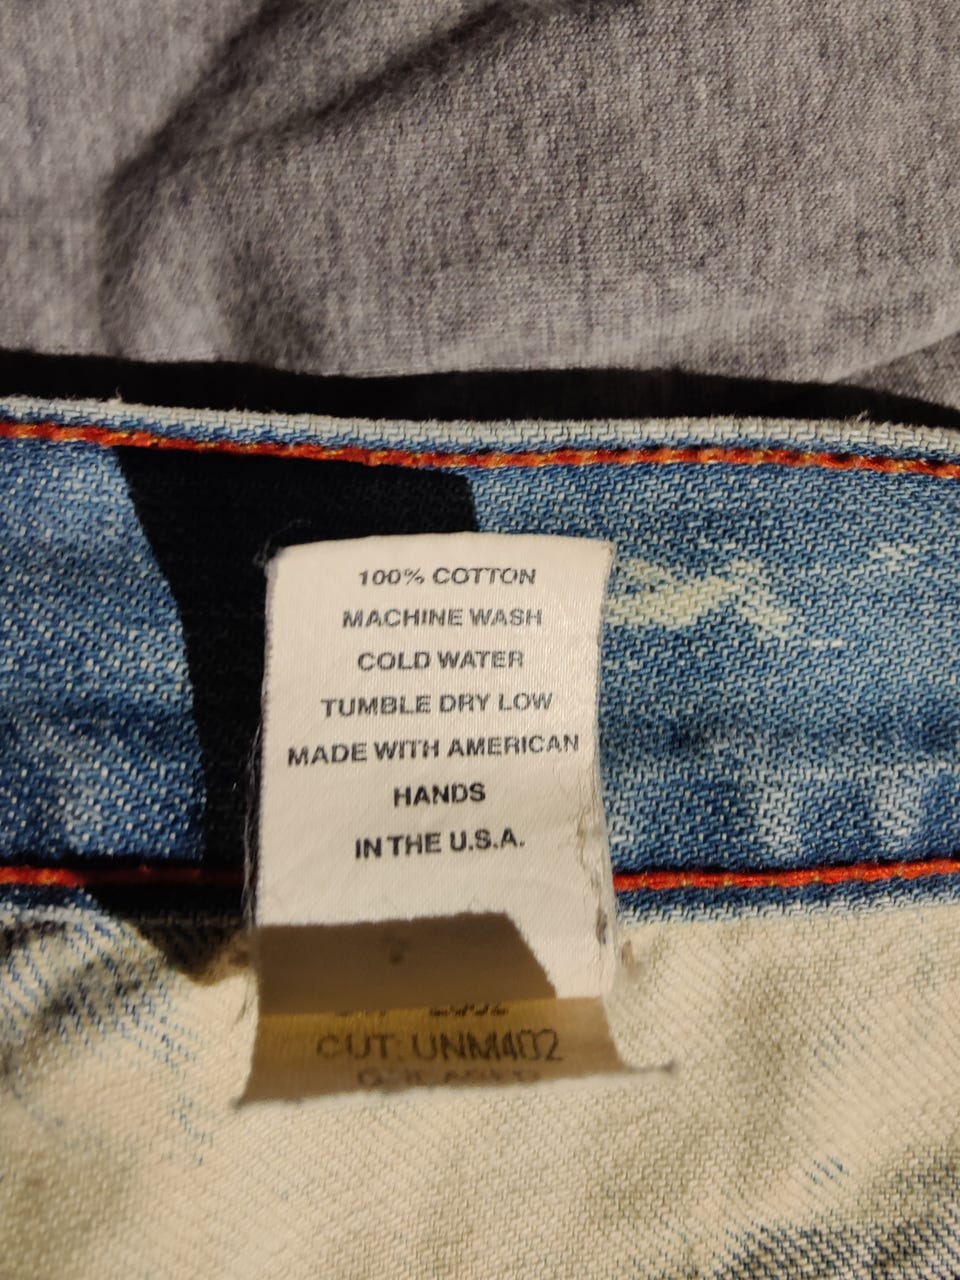 100% COTTON
MACHINE WASH
COLD WATER
TUMBLE DRY LOW
MADE WITH AMERICAN
HANDS
IN THE U.S.A.
CUT: UNM402